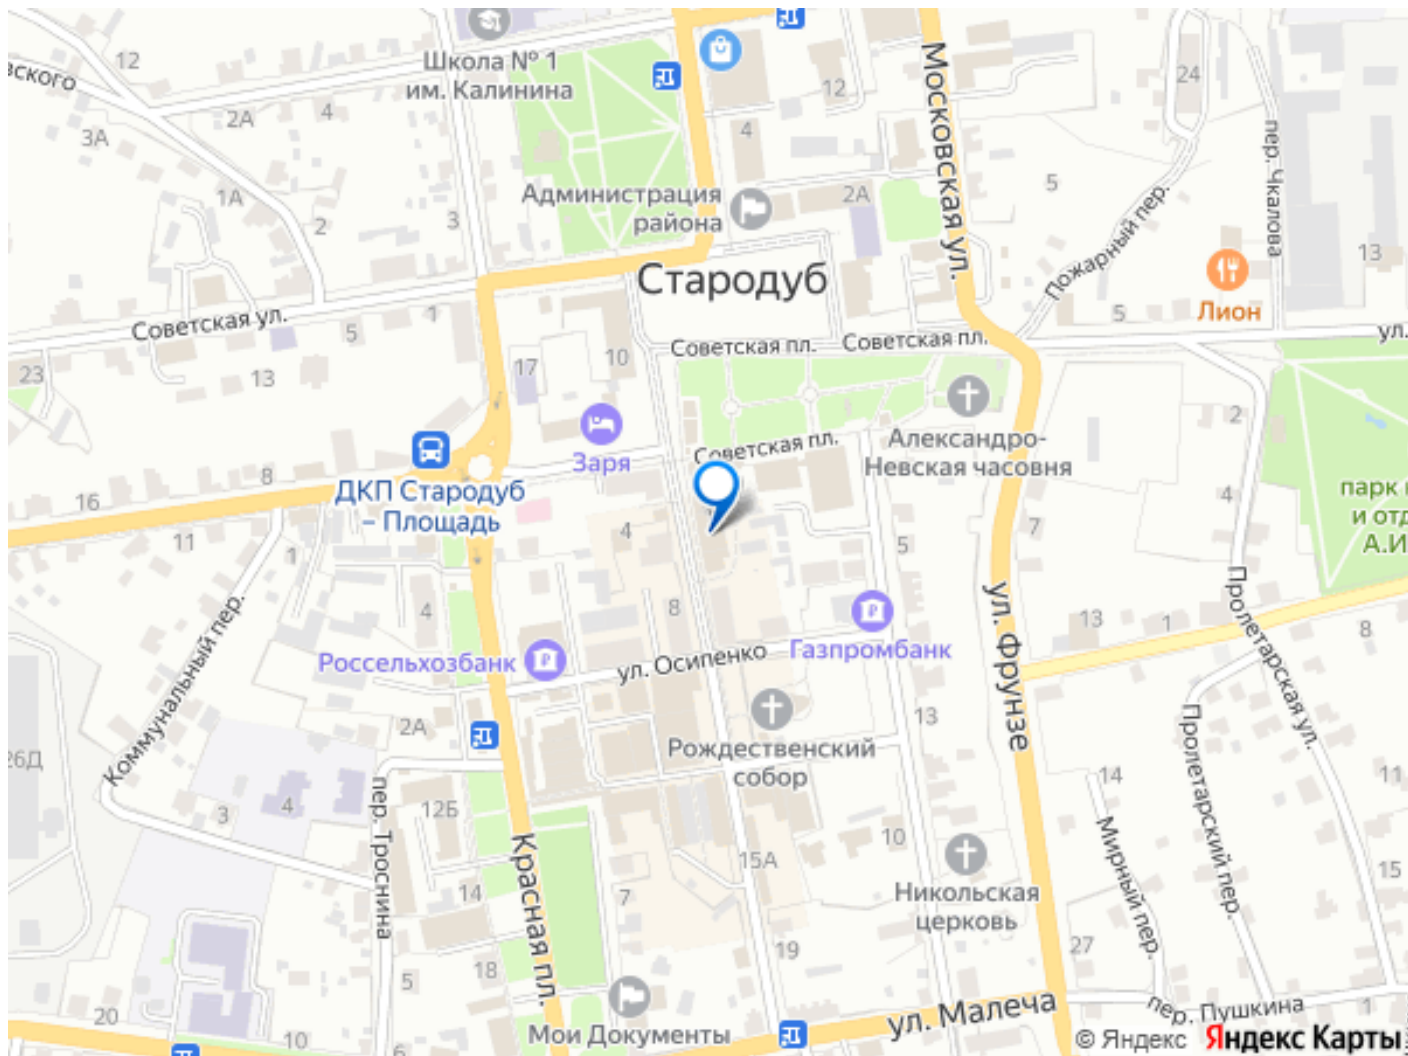 12
Школа № 1
им. Калинина
2А
4
3А
1А
2
3
12
4
Московская ул.
24
пер. Чкалова
5
Администрация
района
2А
Пожарный пер.
13
Стародуб
Лион
5
Советская ул.
5
1
Советская пл.
Советская пл.
ул.
23
13
17
10
2
Александро-
Невская часовня
Советская пл.
Заря
8
16
ДКП Стародуб
– Площадь
4
7
4
11
1
5
Коммунальный пер.
4
8
ул. Фрунзе
13
1
Пролетарская ул.
8
Газпромбанк
Россельхозбанк
ул. Осипенко
2А
13
Рождественский
собор
26Д
Пролетарский пер.
14
11
3
4
12Б
пер. Троснина
Красная пл.
10
15А
Мирный пер.
15
14
7
Никольская
церковь
19
27
18
5
20
10
Мои Документы
ул. Малеча
пер. Пушкина
1
© Яндекс Яндекс Карты